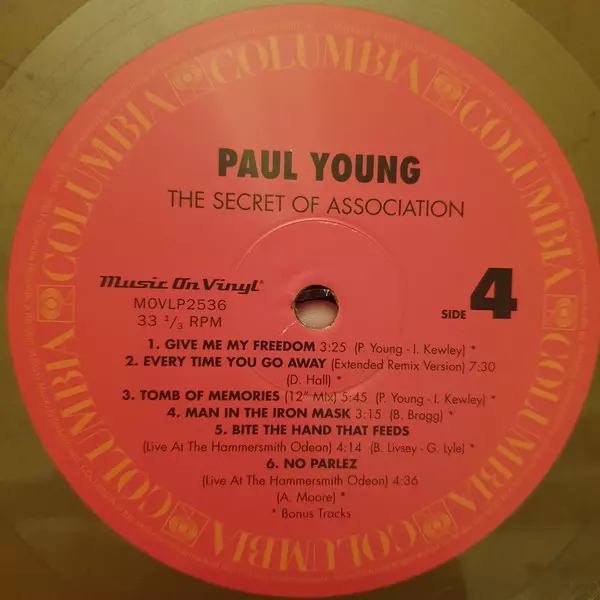 COLUMBIA COLUMBIA COLUMBIA COLUMBIA COLUMBIA COLUMBIA
PAUL YOUNG
THE SECRET OF ASSOCIATION
Music On Vinyl®
MOVLP2536
33 1/3 RPM
SIDE 4
1. GIVE ME MY FREEDOM 3:25 (P. Young - I. Kewley) *
2. EVERY TIME YOU GO AWAY (Extended Remix Version) 7:30
(D. Hall) *
3. TOMB OF MEMORIES (12" MIX) 5:45 (P. Young - I. Kewley) *
4. MAN IN THE IRON MASK 3:15 (B. Bragg) *
5. BITE THE HAND THAT FEEDS
(Live At The Hammersmith Odeon) 4:14 (B. Livsey - G. Lyle) *
6. NO PARLEZ
(Live At The Hammersmith Odeon) 4:36
(A. Moore) *
* Bonus Tracks